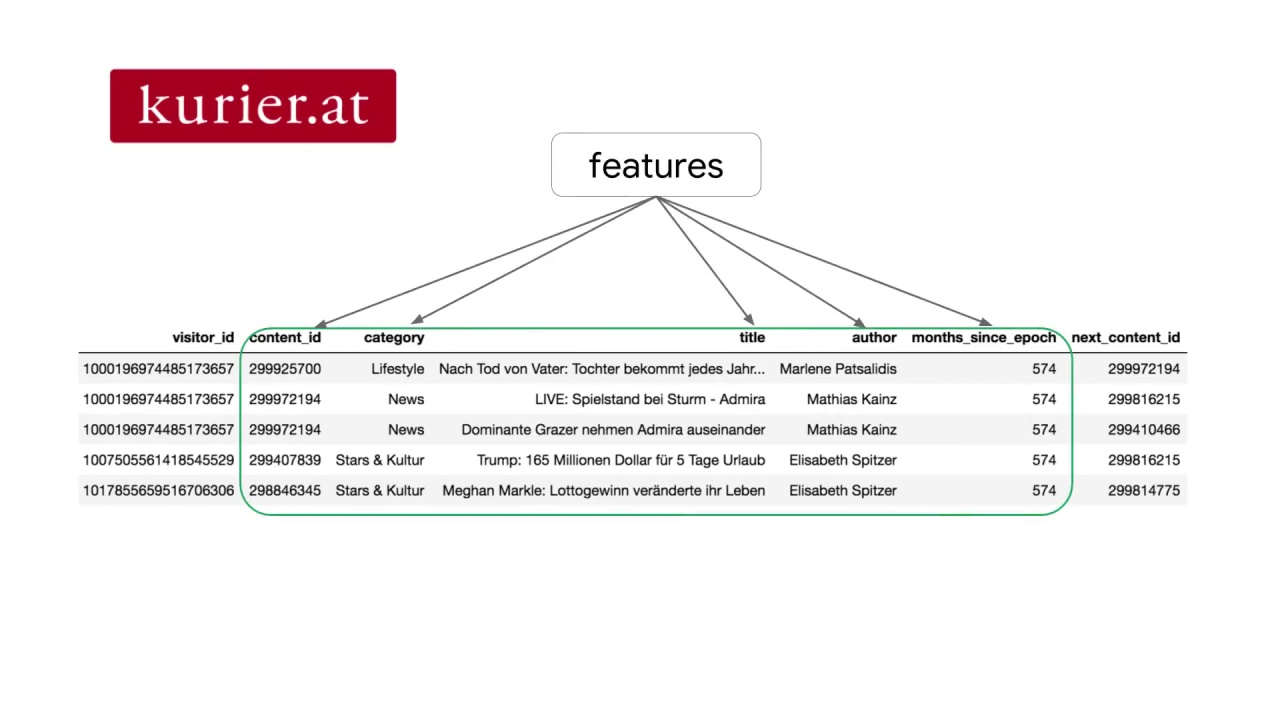 kurier.at
features
visitor_id content_id category title author months_since_epoch next_content_id
1000196974485173657 299925700 Lifestyle Nach Tod von Vater: Tochter bekommt jedes Jahr... Marlene Patsalidis 574 299972194
1000196974485173657 299972194 News LIVE: Spielstand bei Sturm - Admira Mathias Kainz 574 299816215
1000196974485173657 299972194 News Dominante Grazer nehmen Admira auseinander Mathias Kainz 574 299410466
1007505561418545529 299407839 Stars & Kultur Trump: 165 Millionen Dollar für 5 Tage Urlaub Elisabeth Spitzer 574 299816215
1017855659516706306 298846345 Stars & Kultur Meghan Markle: Lottogewinn veränderte ihr Leben Elisabeth Spitzer 574 299814775